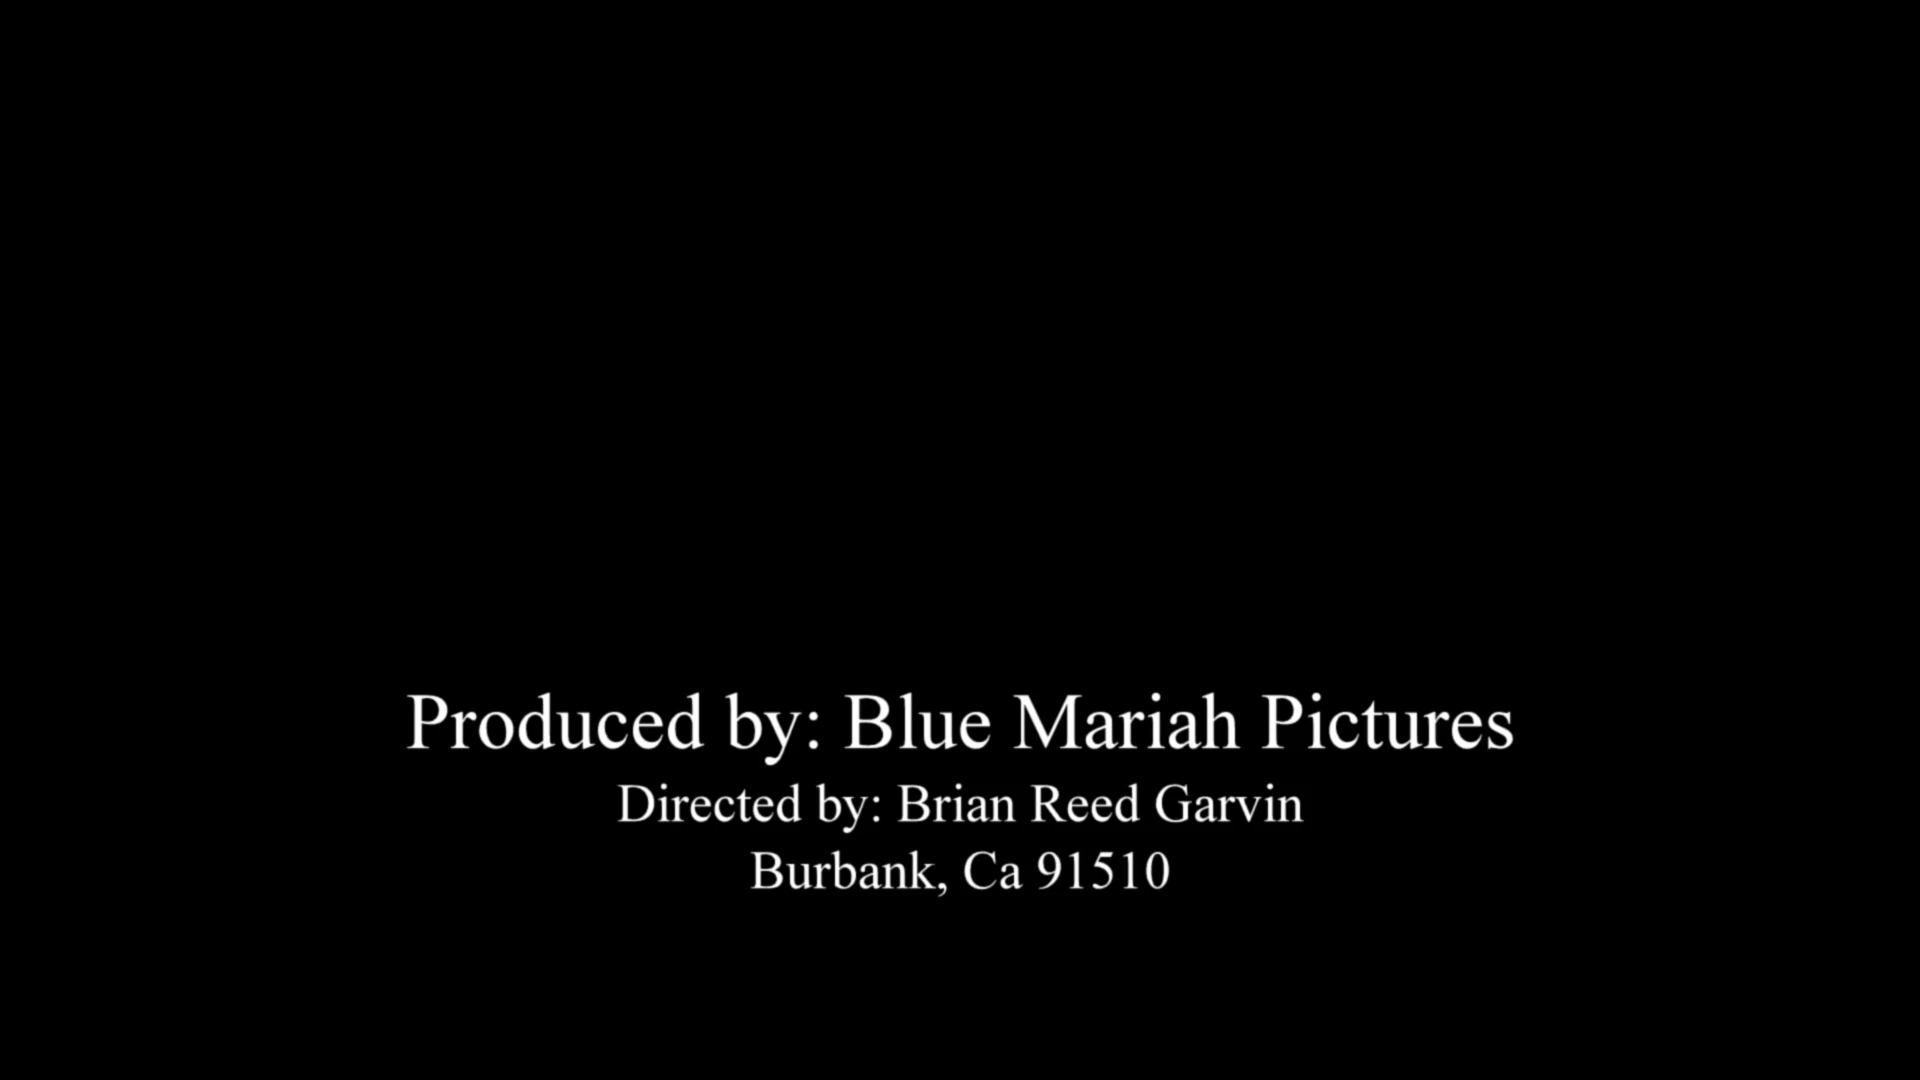 Produced by: Blue Mariah Pictures
Directed by: Brian Reed Garvin
Burbank, Ca 91510